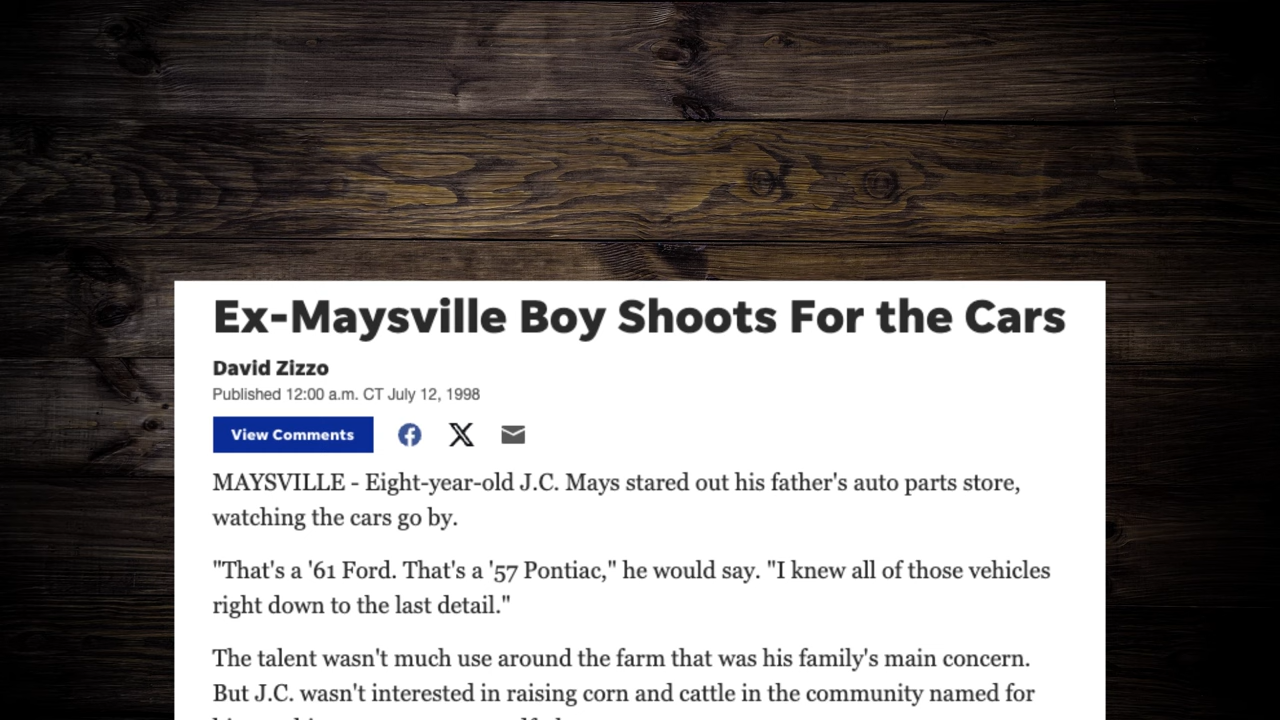 Ex-Maysville Boy Shoots For the Cars
David Zizzo
Published 12:00 a.m. CT July 12, 1998
View Comments
MAYSVILLE - Eight-year-old J.C. Mays stared out his father's auto parts store,
watching the cars go by.
"That's a '61 Ford. That's a '57 Pontiac," he would say. "I knew all of those vehicles
right down to the last detail."
The talent wasn't much use around the farm that was his family's main concern.
But J.C. wasn't interested in raising corn and cattle in the community named for